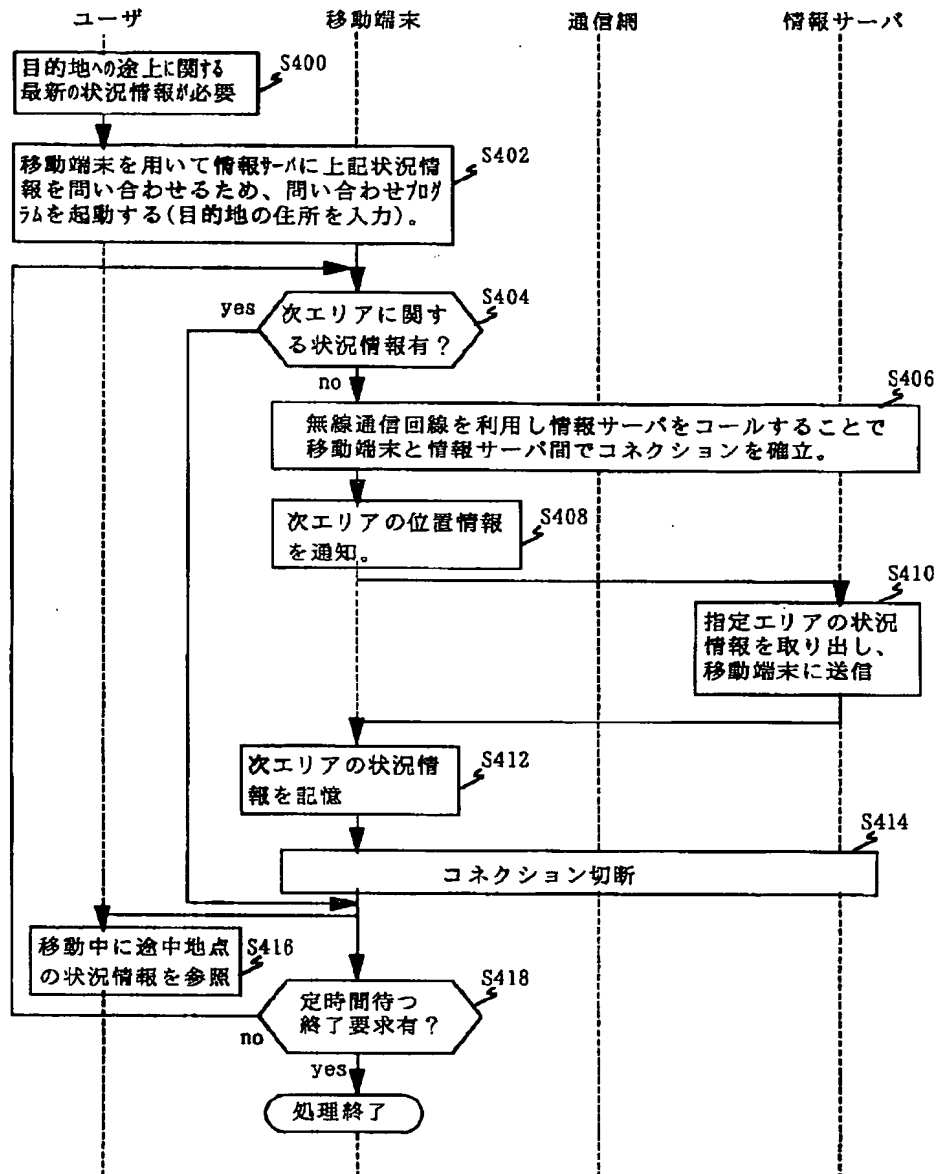 ユーザ
移動端末
通信網
情報サーバ
目的地への途上に関する
最新の状況情報が必要
S400
移動端末を用いて情報サーバに上記状況情
報を問い合わせるため、問い合わせプログ
ラムを起動する(目的地の住所を入力)。
S402
yes
次エリアに関す
る状況情報有?
S404
no
S406
無線通信回線を利用し情報サーバをコールすることで
移動端末と情報サーバ間でコネクションを確立。
次エリアの位置情報
を通知。
S408
S410
指定エリアの状況
情報を取り出し、
移動端末に送信
次エリアの状況情
報を記憶
S412
S414
コネクション切断
移動中に途中地点
の状況情報を参照
S416
定時間待つ
終了要求有?
S418
no
yes
処理終了